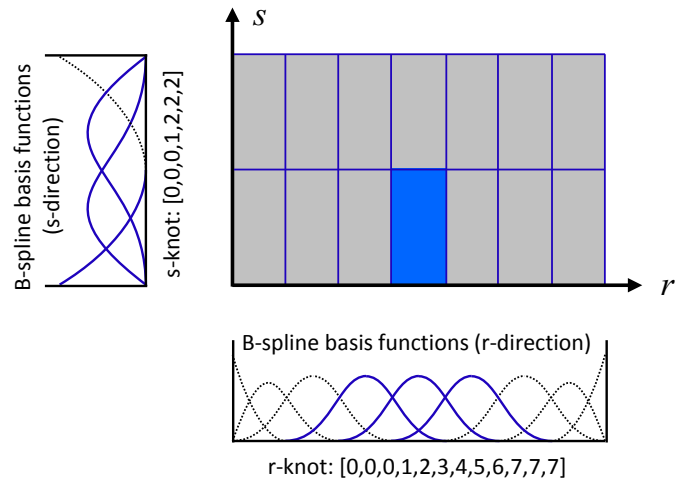 s
B-spline basis functions
(s-direction)
s-knot: [0,0,0,1,2,2,2]
r
B-spline basis functions (r-direction)
r-knot: [0,0,0,1,2,3,4,5,6,7,7,7]